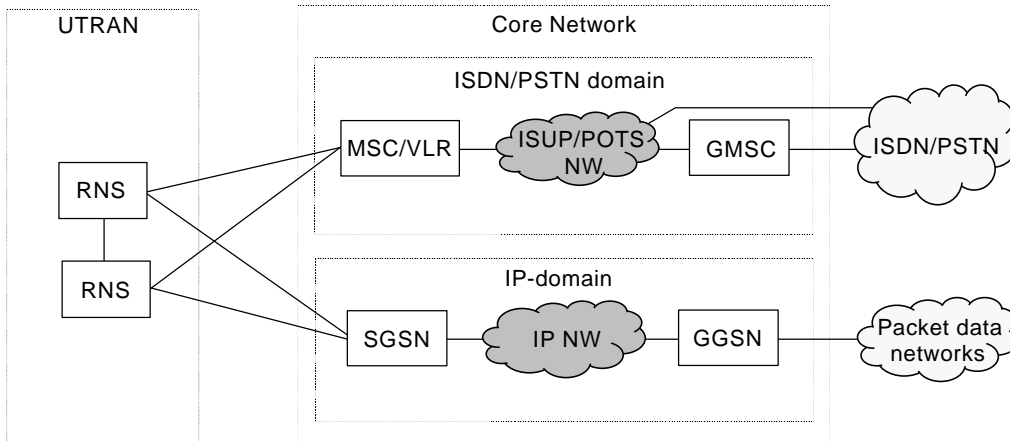 UTRAN
Core Network
ISDN/PSTN domain
MSC/VLR
ISUP/POTS
NW
GMSC
ISDN/PSTN
RNS
RNS
IP-domain
SGSN
IP NW
GGSN
Packet data
networks